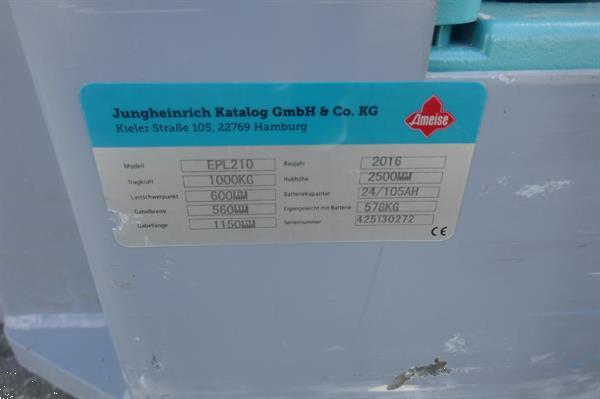 Jungheinrich Katalog GmbH & Co. KG
Kieler Straße 105, 22769 Hamburg
Ameise
Modell EPL210 Baujahr 2016
Tragkraft 1000KG Hubhöhe 2500MM
Lastschwerpunkt 600MM Batteriekapazität 24/105AH
Gabelbreite 560MM Eigengewicht mit Batterie 578KG
Gabellänge 1150MM Seriennummer 425130272
CE